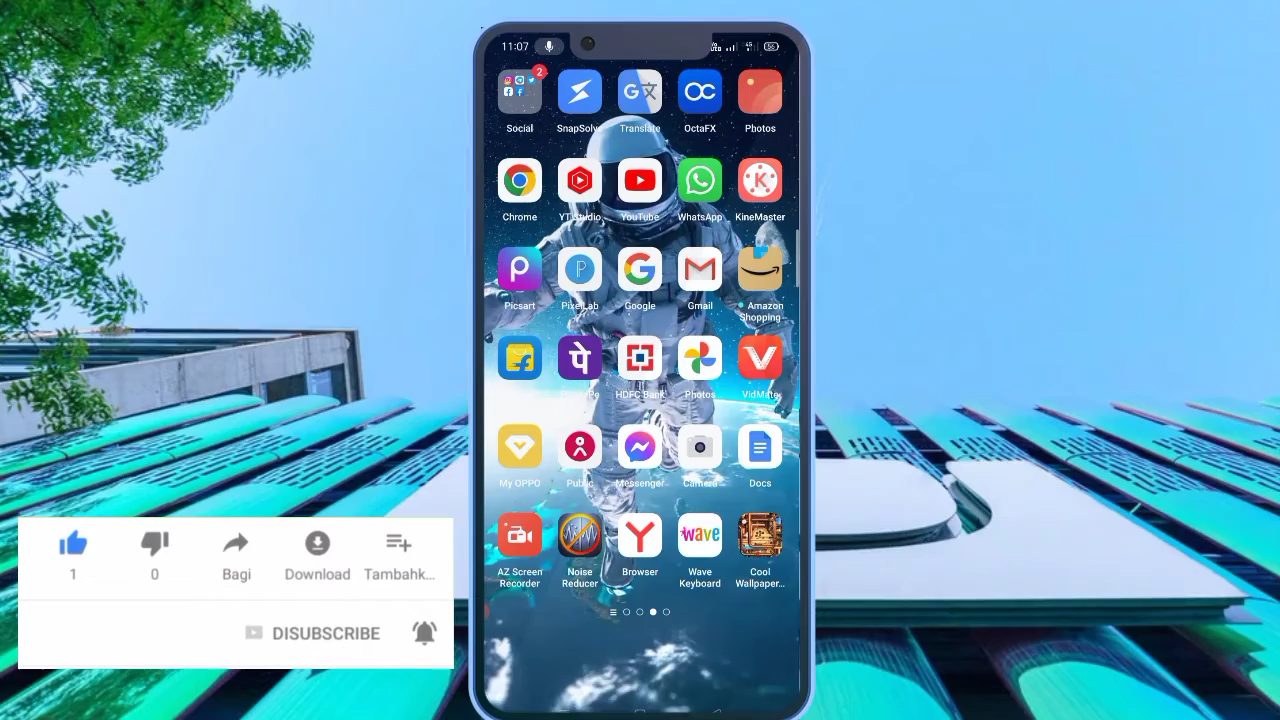 11:07
2
Social SnapSolve Translate OctaFX Photos
Chrome YT Studio YouTube WhatsApp KineMaster
Picsart PixelLab Google Gmail Amazon Shopping
HDFC Bank Photos VidMate
My OPPO Public Messenger Camera Docs
AZ Screen Recorder Noise Reducer Browser Wave Keyboard Cool Wallpaper...
wave
1 0 Bagi Download Tambahk...
DISUBSCRIBE